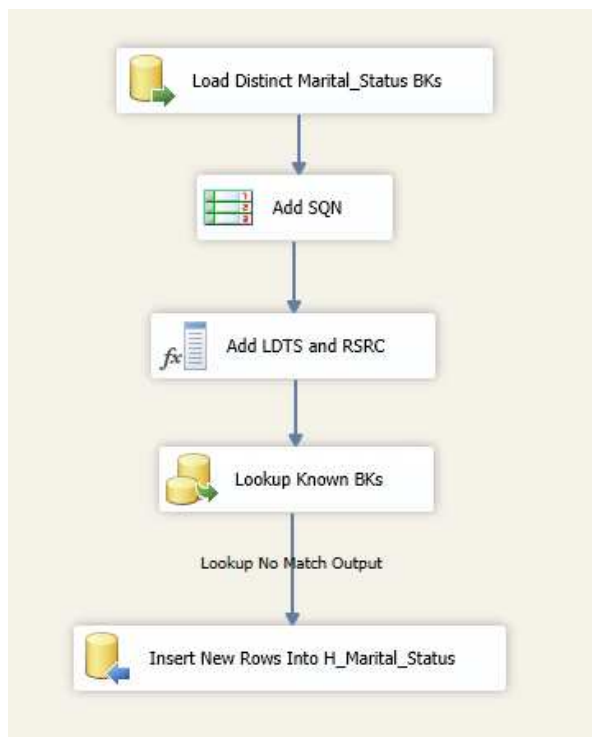 Load Distinct Marital_Status BKs
Add SQN
Add LDTS and RSRC
Lookup Known BKs
Lookup No Match Output
Insert New Rows Into H_Marital_Status